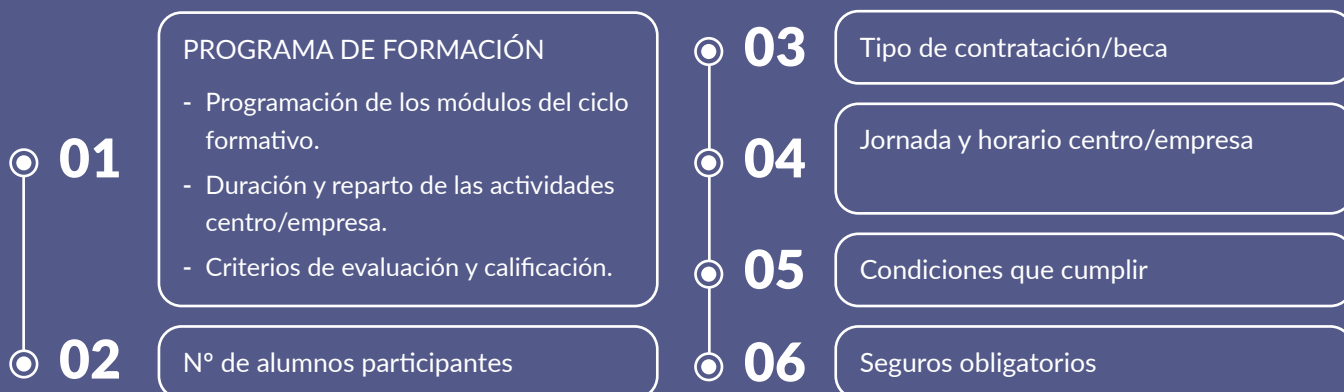 01
PROGRAMA DE FORMACIÓN
- Programación de los módulos del ciclo
formativo.
- Duración y reparto de las actividades
centro/empresa.
- Criterios de evaluación y calificación.
02
Nº de alumnos participantes
03
Tipo de contratación/beca
04
Jornada y horario centro/empresa
05
Condiciones que cumplir
06
Seguros obligatorios